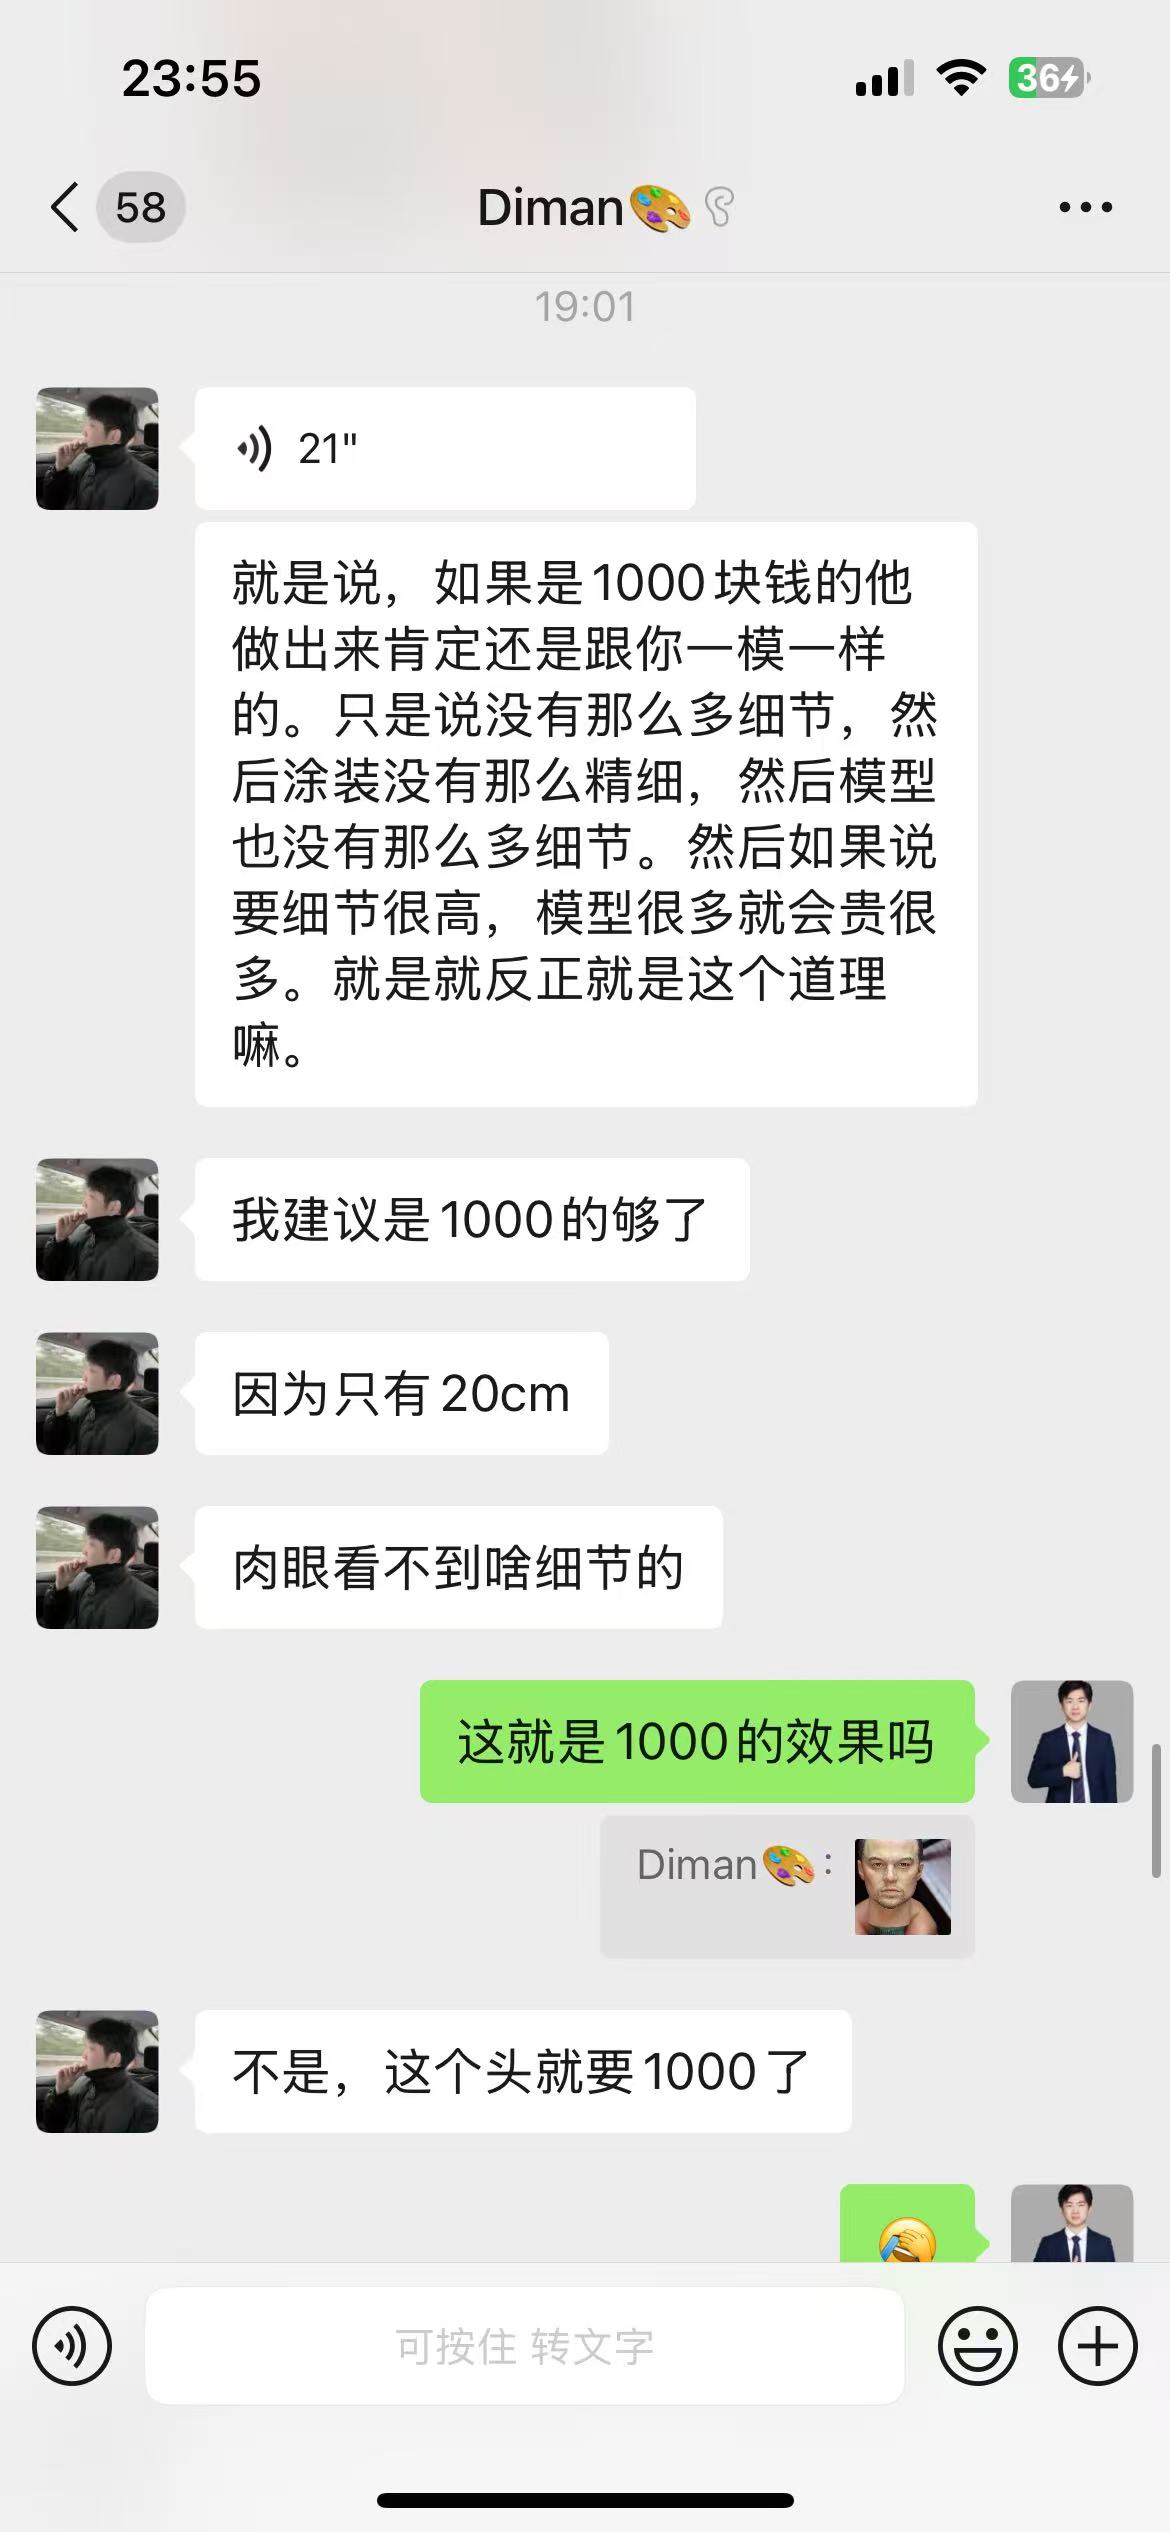 23:55
36
58
Diman🎨
19:01
21"
就是说，如果是1000块钱的他
做出来肯定还是跟你一模一样
的。只是说没有那么多细节，然
后涂装没有那么精细，然后模型
也没有那么多细节。然后如果说
要细节很高，模型很多就会贵很
多。就是就反正就是这个道理
嘛。
我建议是1000的够了
因为只有20cm
肉眼看不到啥细节的
这就是1000的效果吗
Diman🎨:
不是，这个头就要1000了
🤦
可按住 转文字